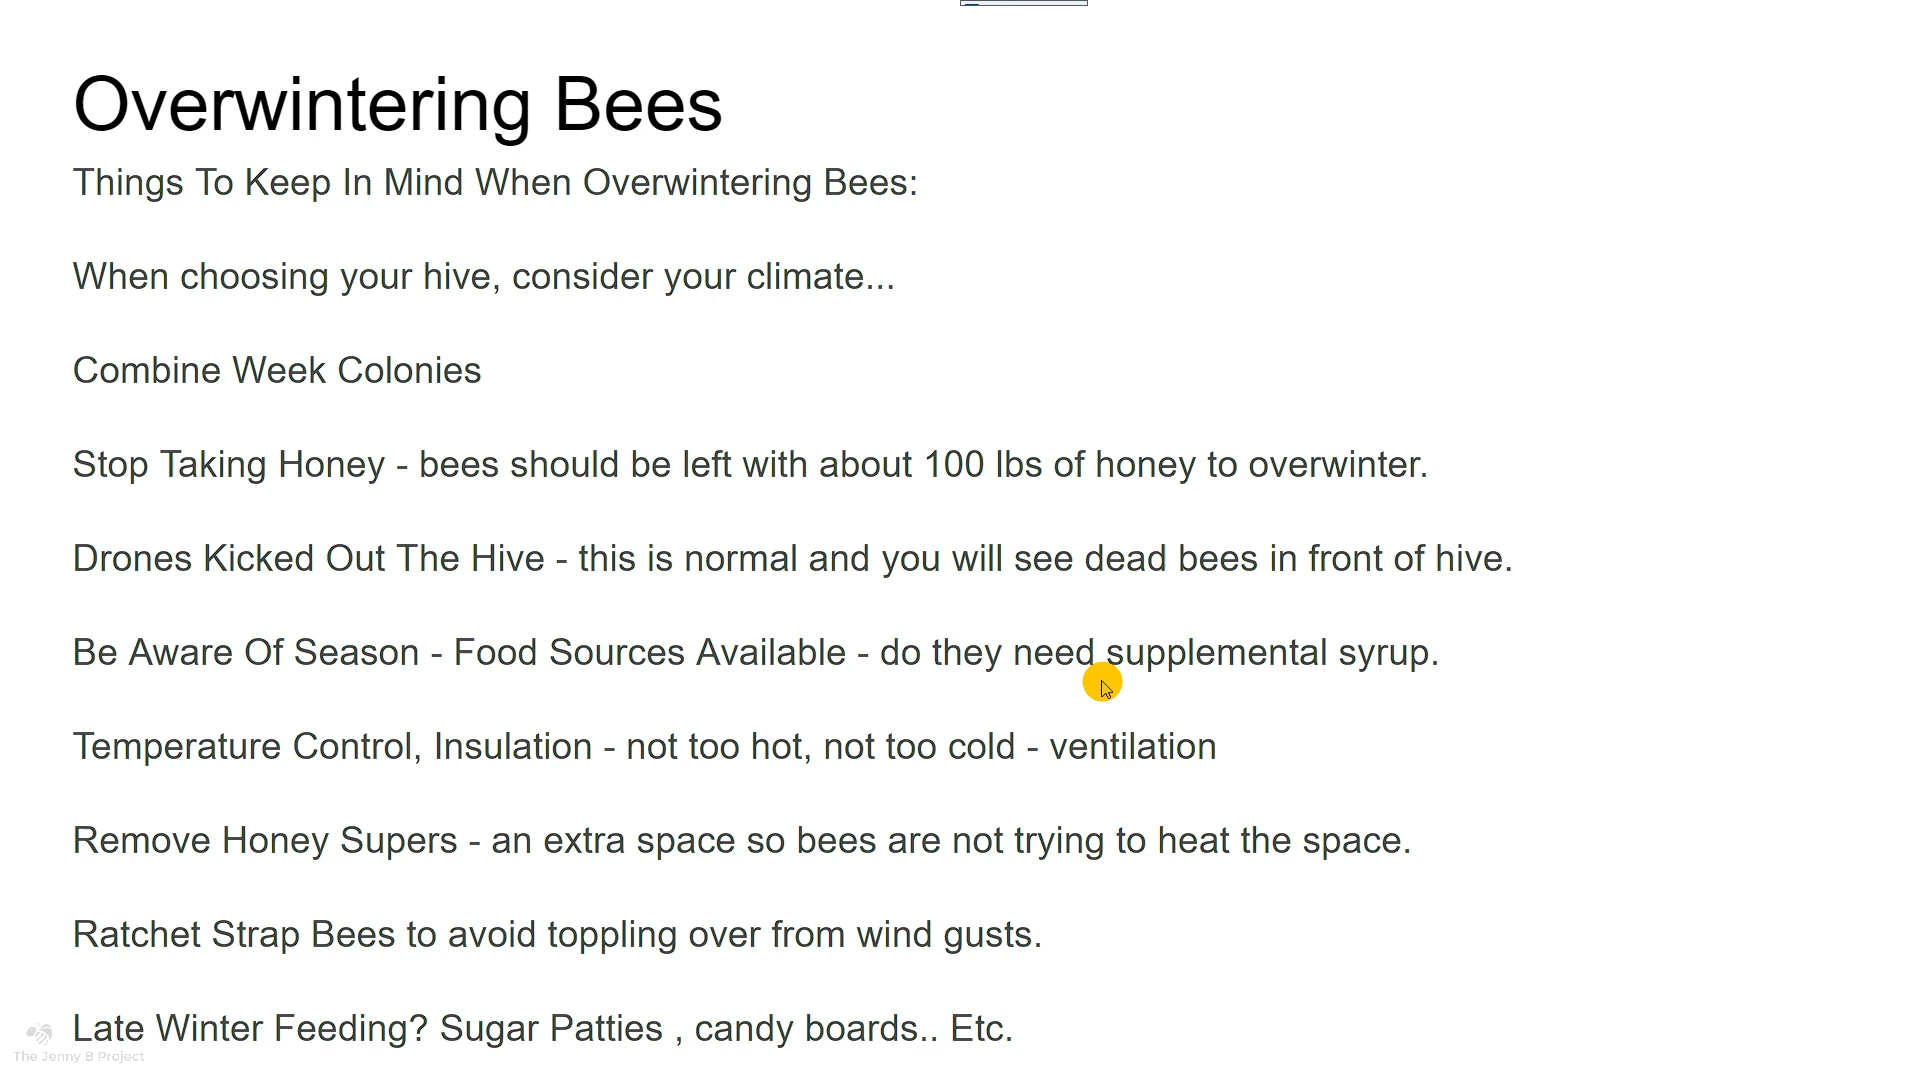 Overwintering Bees
Things To Keep In Mind When Overwintering Bees:
When choosing your hive, consider your climate...
Combine Week Colonies
Stop Taking Honey - bees should be left with about 100 lbs of honey to overwinter.
Drones Kicked Out The Hive - this is normal and you will see dead bees in front of hive.
Be Aware Of Season - Food Sources Available - do they need supplemental syrup.
Temperature Control, Insulation - not too hot, not too cold - ventilation
Remove Honey Supers - an extra space so bees are not trying to heat the space.
Ratchet Strap Bees to avoid toppling over from wind gusts.
Late Winter Feeding? Sugar Patties , candy boards.. Etc.
The Jenny B Project